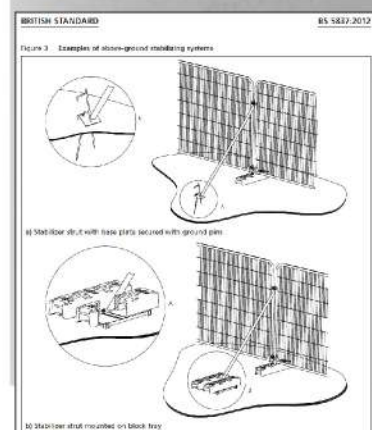 BRITISH STANDARD
BS 5837:2012
Figure 3 Examples of above-ground stabilizing systems
a) Stabilizer strut with base plate secured with ground pins
b) Stabilizer strut mounted on block tray